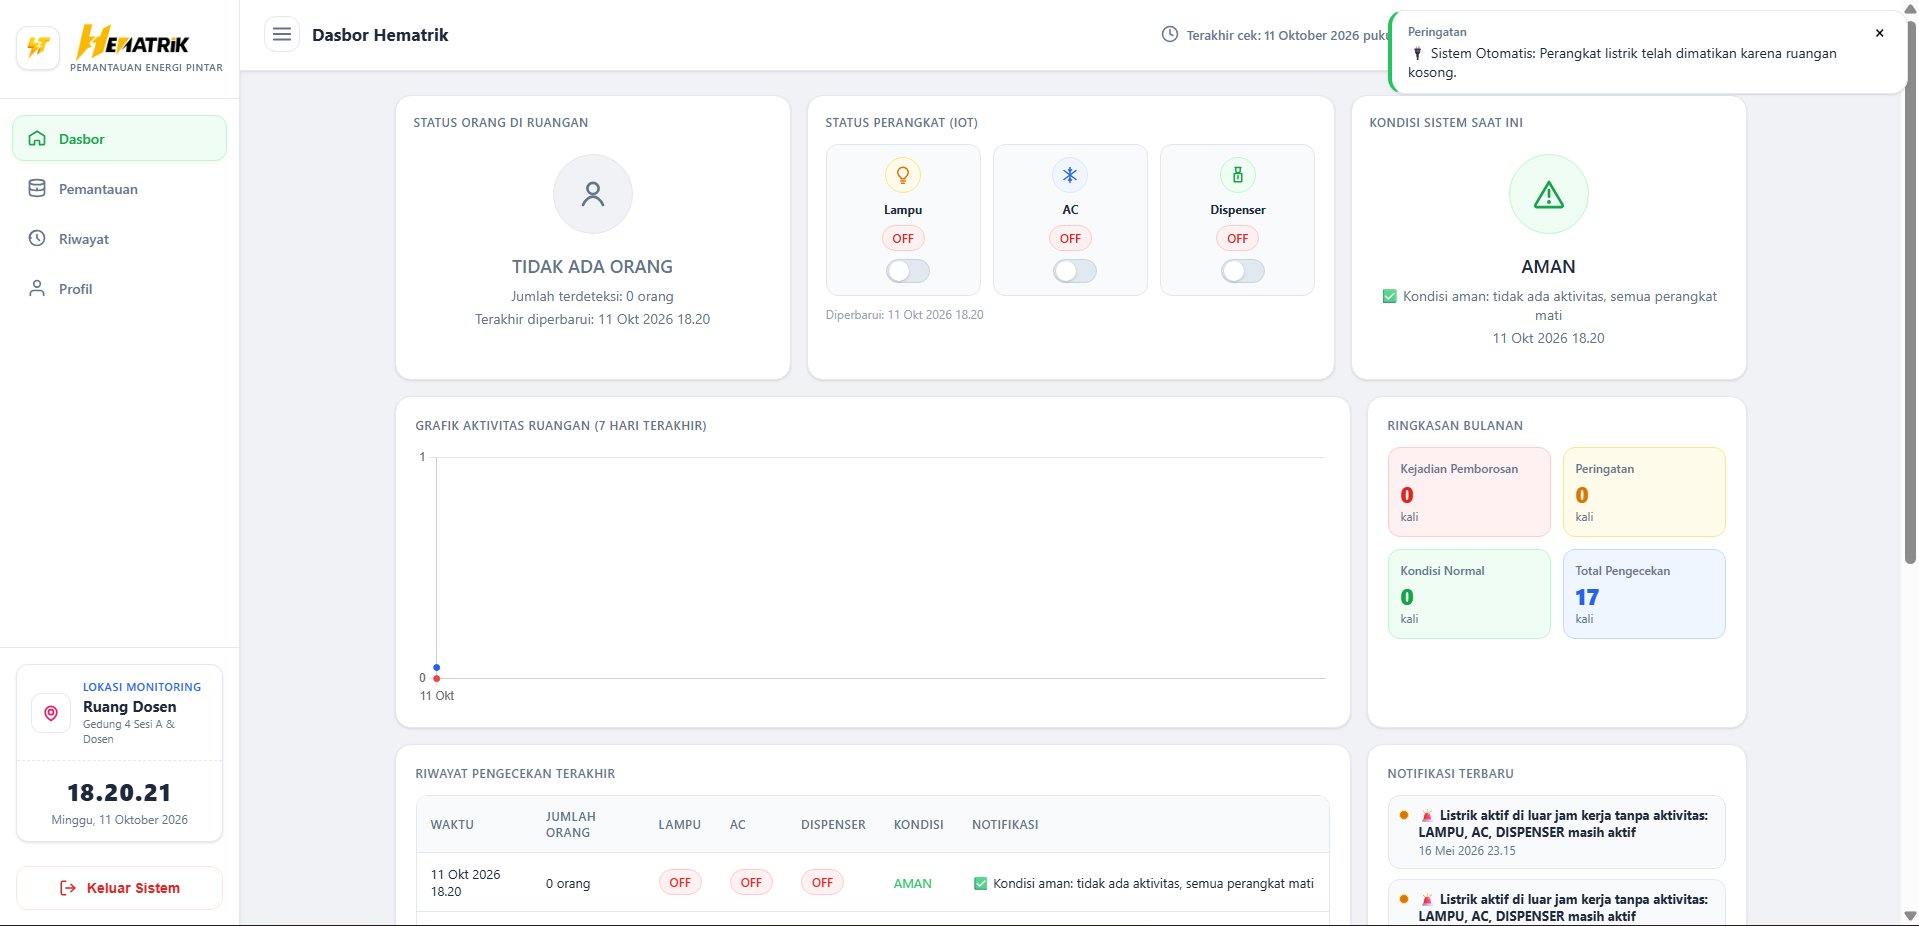 HEMATRIK
PEMANTAUAN ENERGI PINTAR
Dasbor
Pemantauan
Riwayat
Profil
LOKASI MONITORING
Ruang Dosen
Gedung 4 Sesi A &
Dosen
18.20.21
Minggu, 11 Oktober 2026
Keluar Sistem
Dasbor Hematrik
Terakhir cek: 11 Oktober 2026
Peringatan
Sistem Otomatis: Perangkat listrik telah dimatikan karena ruangan
kosong.
STATUS ORANG DI RUANGAN
TIDAK ADA ORANG
Jumlah terdeteksi: 0 orang
Terakhir diperbarui: 11 Okt 2026 18.20
STATUS PERANGKAT (IOT)
Lampu
OFF
AC
OFF
Dispenser
OFF
Diperbarui: 11 Okt 2026 18.20
KONDISI SISTEM SAAT INI
AMAN
✅ Kondisi aman: tidak ada aktivitas, semua perangkat
mati
11 Okt 2026 18.20
GRAFIK AKTIVITAS RUANGAN (7 HARI TERAKHIR)
1
0
11 Okt
RINGKASAN BULANAN
Kejadian Pemborosan
0
kali
Peringatan
0
kali
Kondisi Normal
0
kali
Total Pengecekan
17
kali
RIWAYAT PENGECEKAN TERAKHIR
WAKTU JUMLAH ORANG LAMPU AC DISPENSER KONDISI NOTIFIKASI
11 Okt 2026 18.20 0 orang OFF OFF OFF AMAN ✅ Kondisi aman: tidak ada aktivitas, semua perangkat mati
NOTIFIKASI TERBARU
🚨 Listrik aktif di luar jam kerja tanpa aktivitas:
LAMPU, AC, DISPENSER masih aktif
16 Mei 2026 23.15
🚨 Listrik aktif di luar jam kerja tanpa aktivitas:
LAMPU, AC, DISPENSER masih aktif